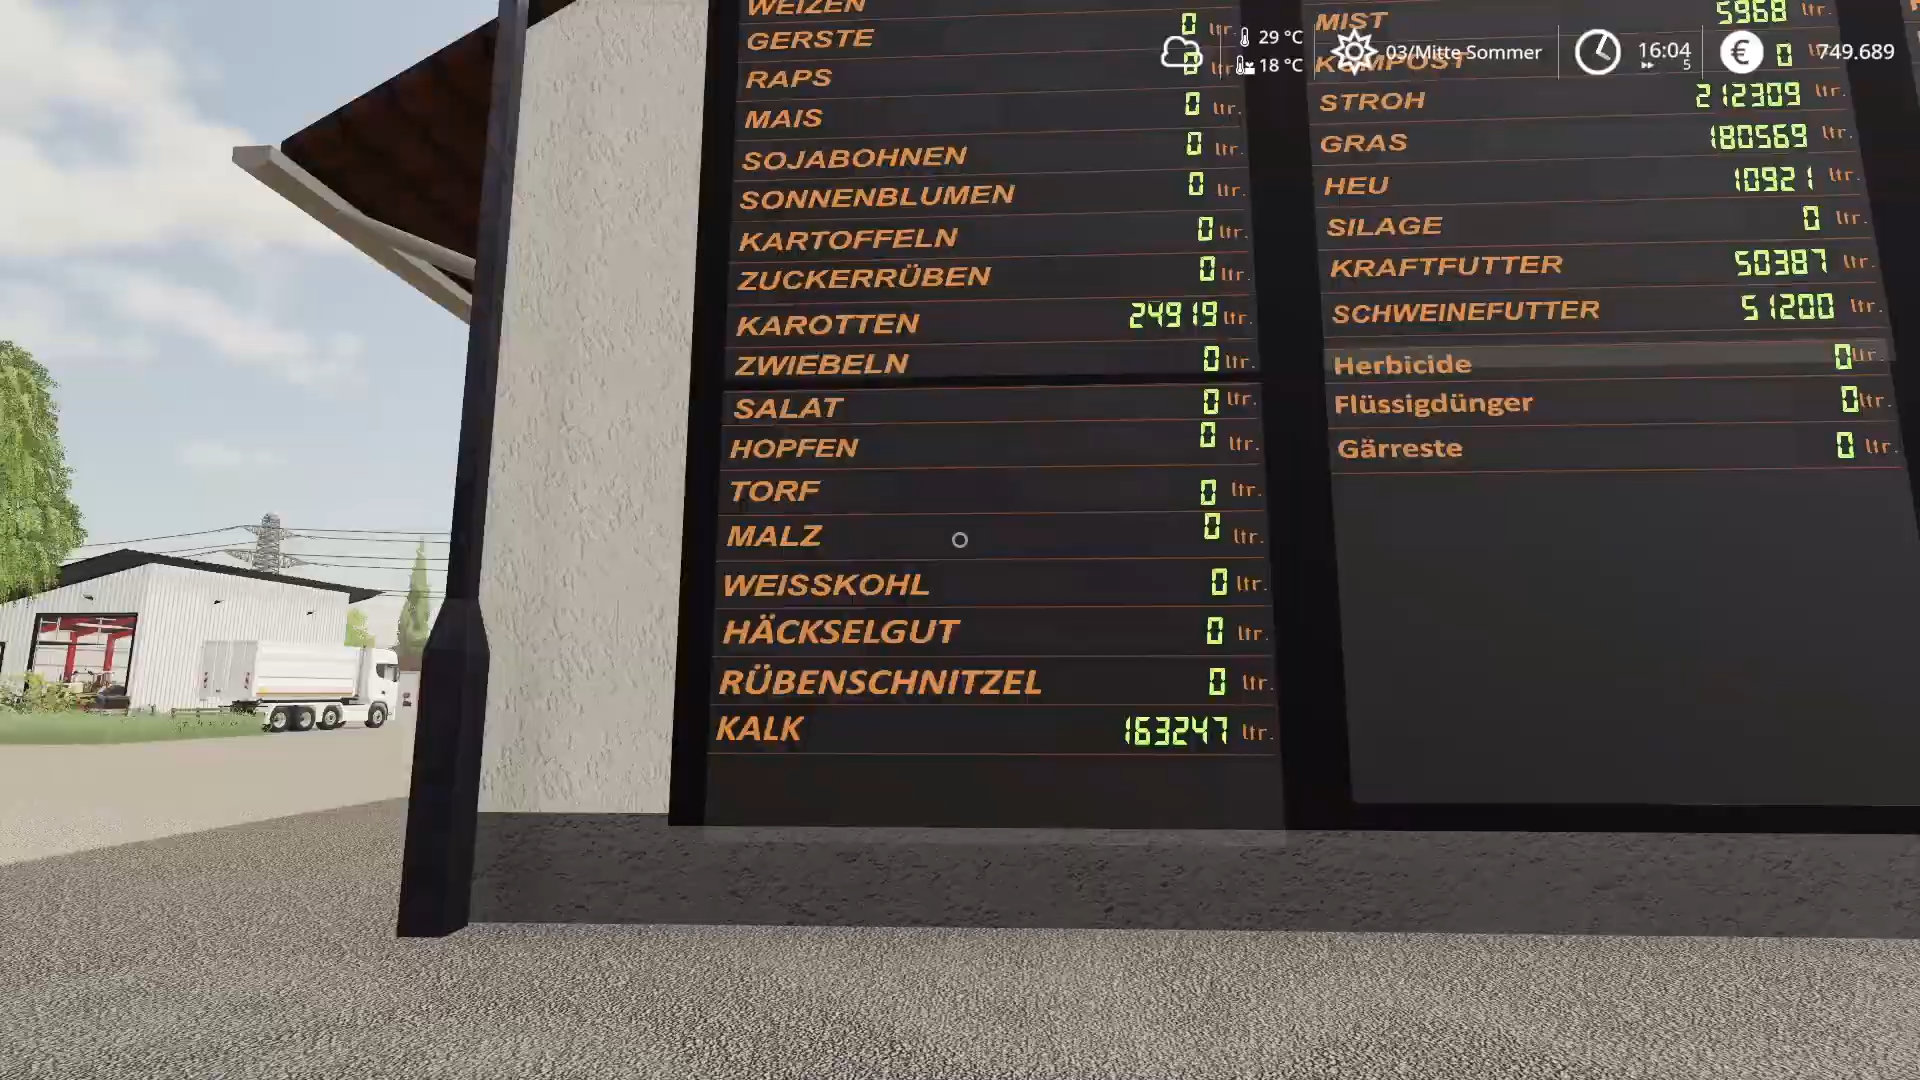 WEIZEN
GERSTE 0 ltr.
RAPS 0 ltr.
MAIS 0 ltr.
SOJABOHNEN 0 ltr.
SONNENBLUMEN 0 ltr.
KARTOFFELN 0 ltr.
ZUCKERRÜBEN 0 ltr.
KAROTTEN 24919 ltr.
ZWIEBELN 0 ltr.
SALAT 0 ltr.
HOPFEN 0 ltr.
TORF 0 ltr.
MALZ 0 ltr.
WEISSKOHL 0 ltr.
HÄCKSELGUT 0 ltr.
RÜBENSCHNITZEL 0 ltr.
KALK 163247 ltr.
MIST 5968 ltr.
KOMPOST 0 ltr.
STROH 212309 ltr.
GRAS 180569 ltr.
HEU 10921 ltr.
SILAGE 0 ltr.
KRAFTFUTTER 50387 ltr.
SCHWEINEFUTTER 51200 ltr.
Herbicide 0 ltr.
Flüssigdünger 0 ltr.
Gärreste 0 ltr.
29 °C
18 °C
03/Mitte Sommer
16:04
5
€
749.689